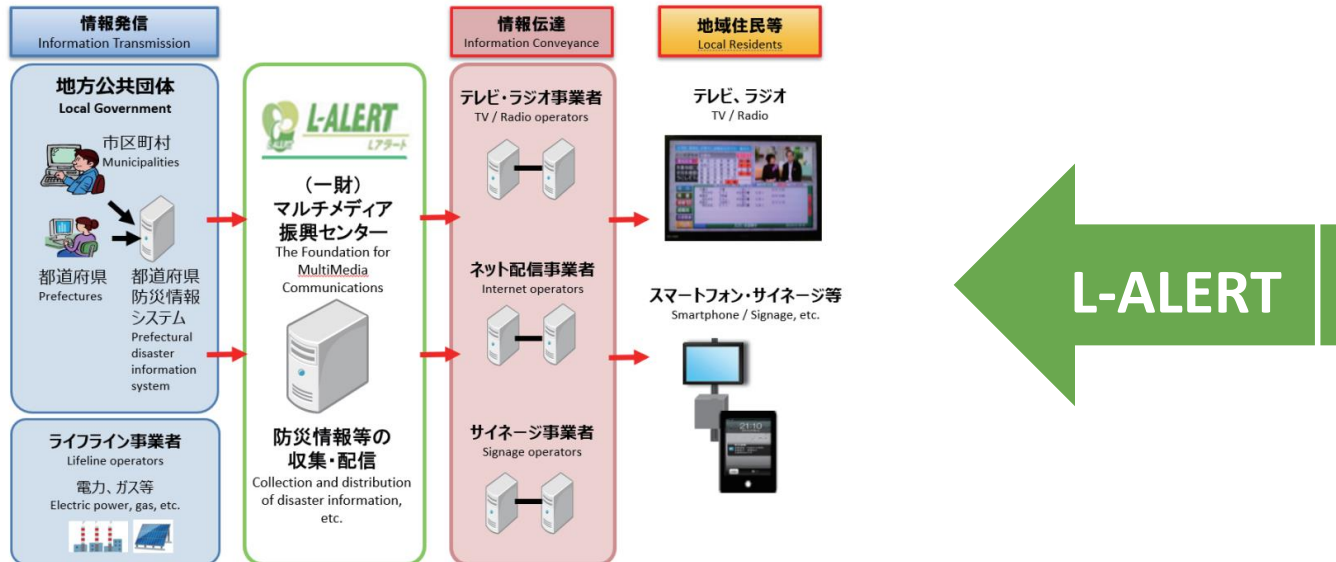 情報発信
Information Transmission
地方公共団体
Local Government
市区町村
Municipalities
都道府県
Prefectures
都道府県
防災情報
システム
Prefectural
disaster
information
system
ライフライン事業者
Lifeline operators
電力、ガス等
Electric power, gas, etc.
L-ALERT
Lアラート
(一財)
マルチメディア
振興センター
The Foundation for
MultiMedia
Communications
防災情報等の
収集・配信
Collection and distribution
of disaster information,
etc.
情報伝達
Information Conveyance
テレビ・ラジオ事業者
TV / Radio operators
ネット配信事業者
Internet operators
サイネージ事業者
Signage operators
地域住民等
Local Residents
テレビ、ラジオ
TV / Radio
スマートフォン・サイネージ等
Smartphone / Signage, etc.
21:10
L-ALERT